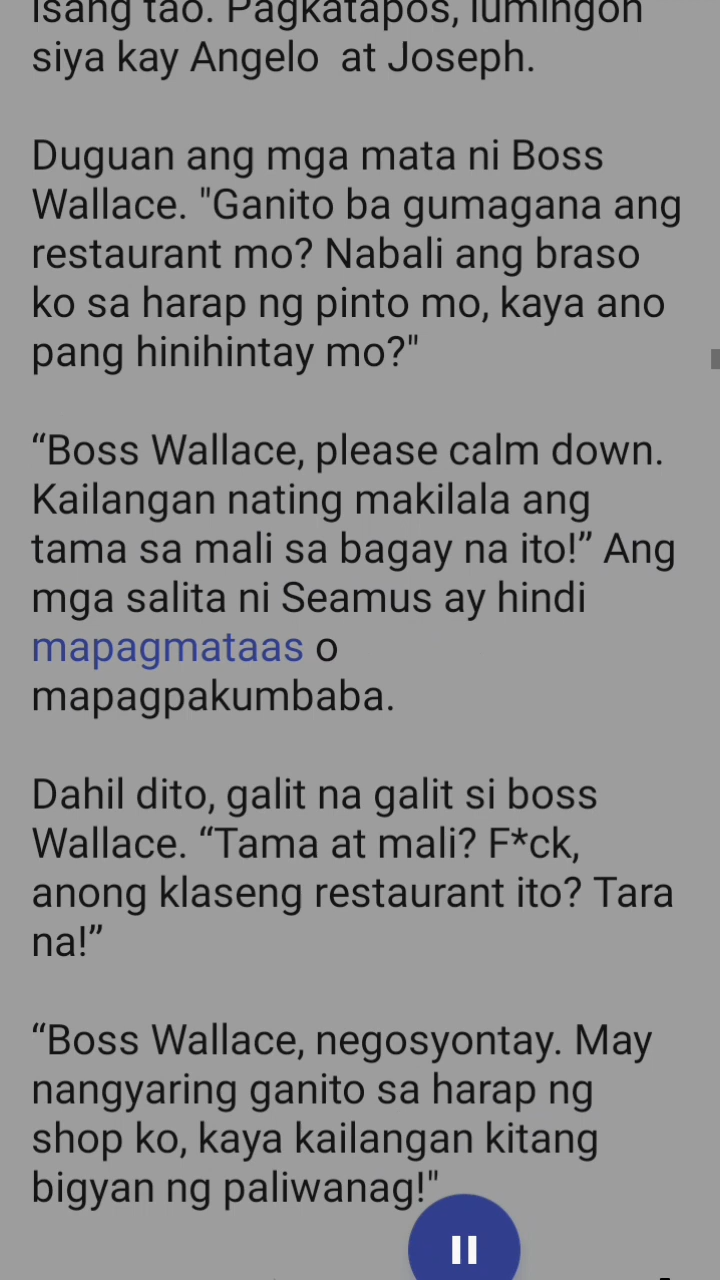 isang tao. Pagkatapos, lumingon
siya kay Angelo  at Joseph.
Duguan ang mga mata ni Boss
Wallace. "Ganito ba gumagana ang
restaurant mo? Nabali ang braso
ko sa harap ng pinto mo, kaya ano
pang hinihintay mo?"
“Boss Wallace, please calm down.
Kailangan nating makilala ang
tama sa mali sa bagay na ito!” Ang
mga salita ni Seamus ay hindi
mapagmataas o
mapagpakumbaba.
Dahil dito, galit na galit si boss
Wallace. “Tama at mali? F*ck,
anong klaseng restaurant ito? Tara
na!”
“Boss Wallace, negosyontay. May
nangyaring ganito sa harap ng
shop ko, kaya kailangan kitang
bigyan ng paliwanag!"